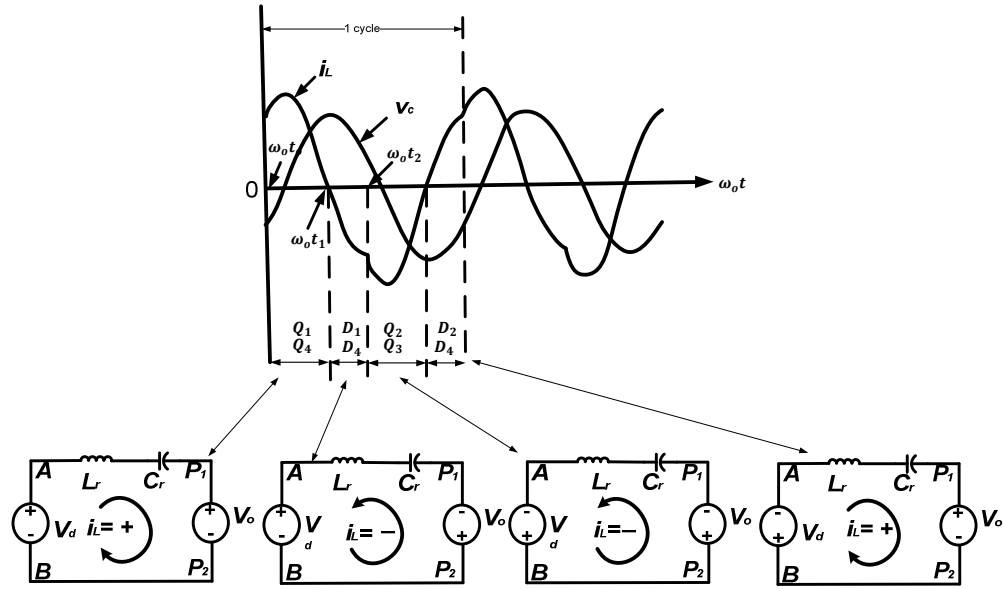 1 cycle
iL
vc
ωₒtₒ
ωₒt₂
0
ωₒt
ωₒt₁
Q₁ D₁ Q₂ D₂
Q₄ D₄ Q₃ D₄
A Lr Cr P₁
+ - Vd iL= + + - Vo
B P₂
A Lr Cr P₁
+ - V d iL= − - + Vo
B P₂
A Lr Cr P₁
- + V d iL=− - + Vo
B P₂
A Lr Cr P₁
- + Vd iL= + + - Vo
B P₂